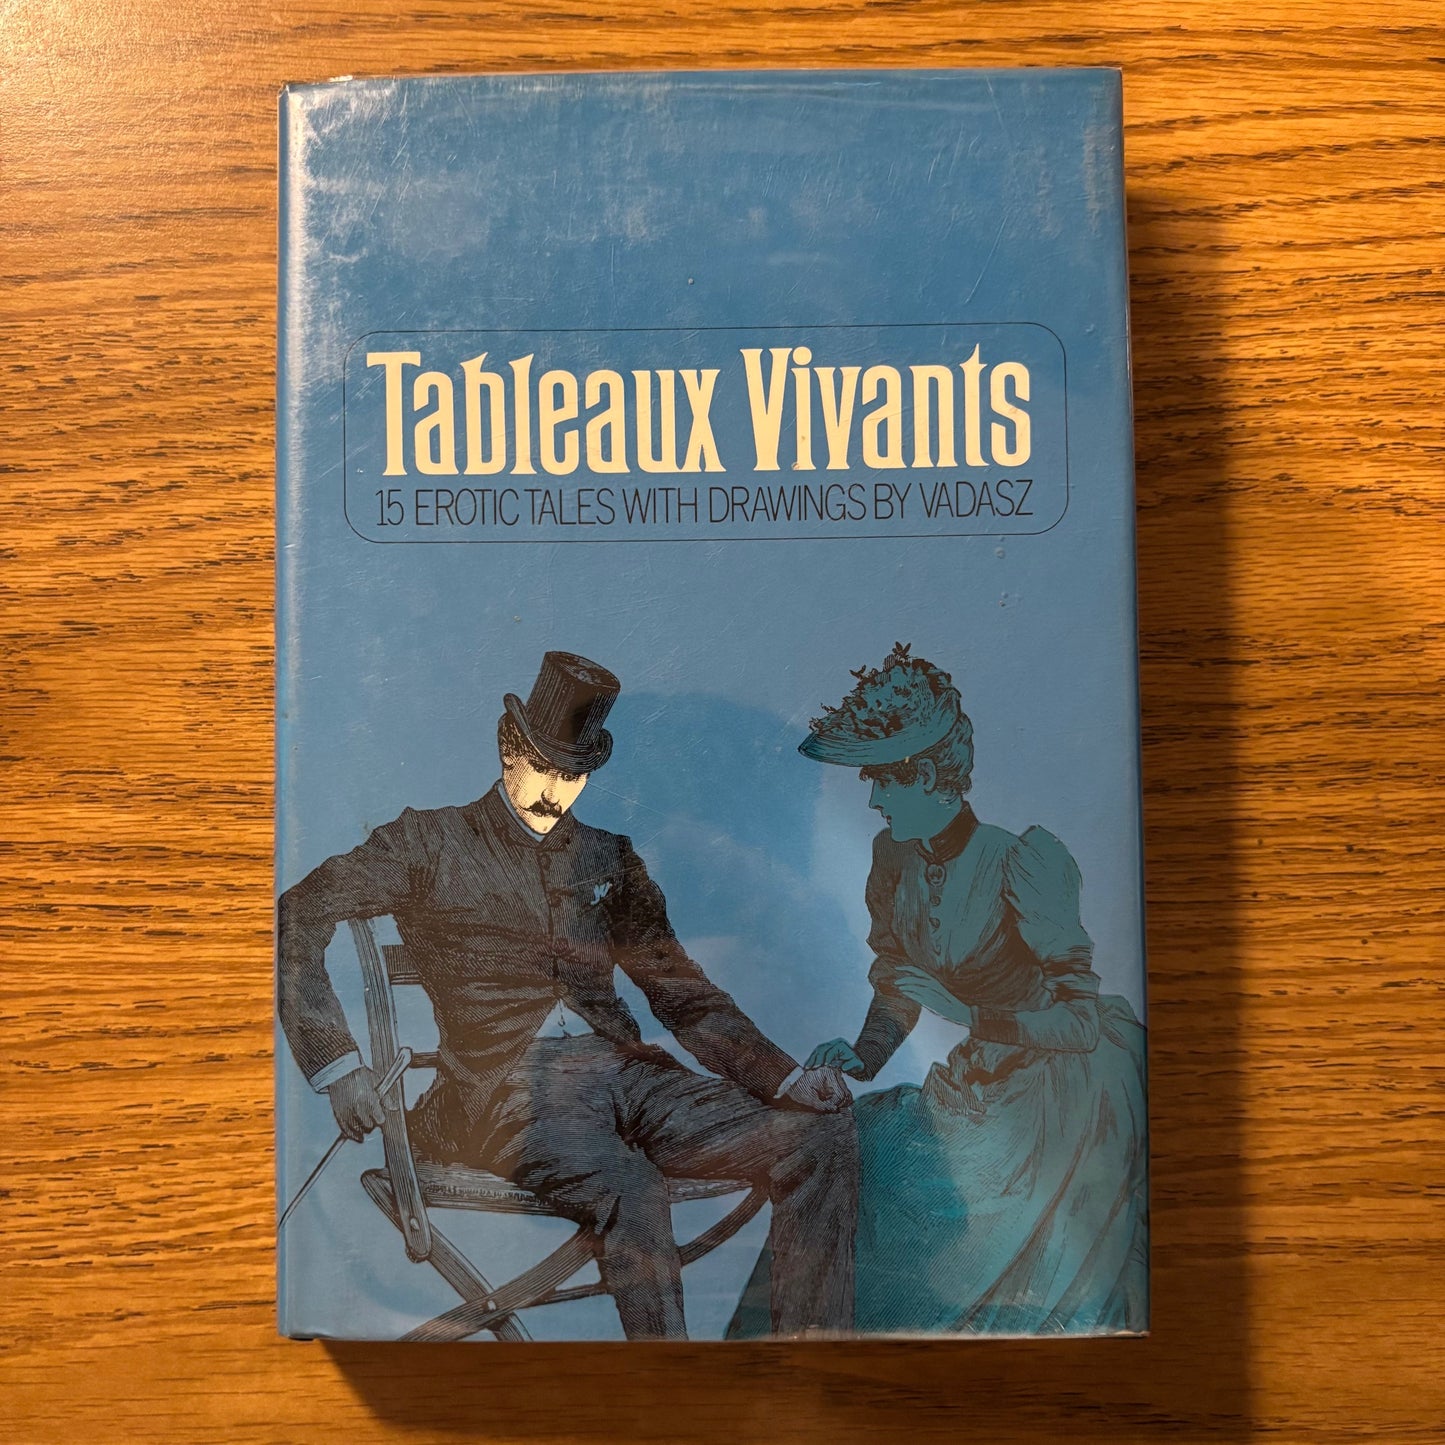 Tableaux Vivants
15 EROTIC TALES WITH DRAWINGS BY VADASZ